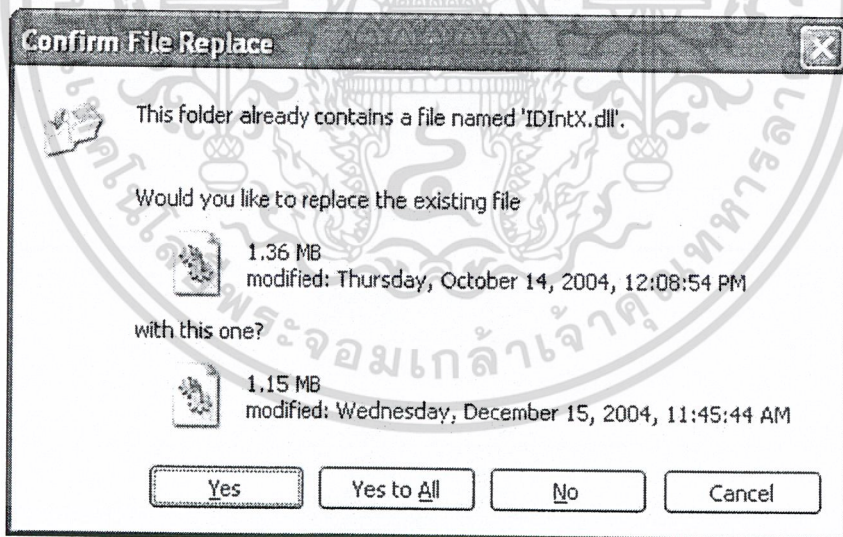 Confirm File Replace
This folder already contains a file named 'IDIntX.dll'.
Would you like to replace the existing file
1.36 MB
modified: Thursday, October 14, 2004, 12:08:54 PM
with this one?
1.15 MB
modified: Wednesday, December 15, 2004, 11:45:44 AM
Yes
Yes to All
No
Cancel